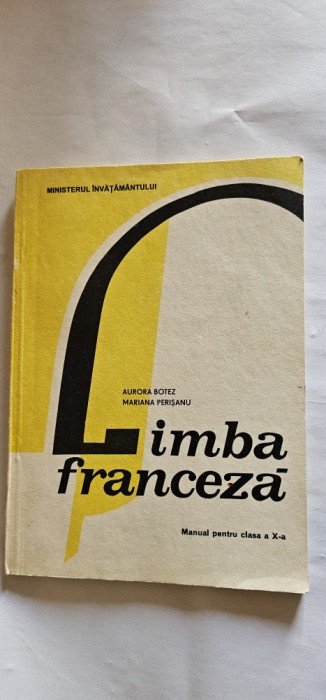 MINISTERUL ÎNVĂȚĂMÂNTULUI
AURORA BOTEZ
MARIANA PERIȘANU
Limba
franceză
Manual pentru clasa a X-a